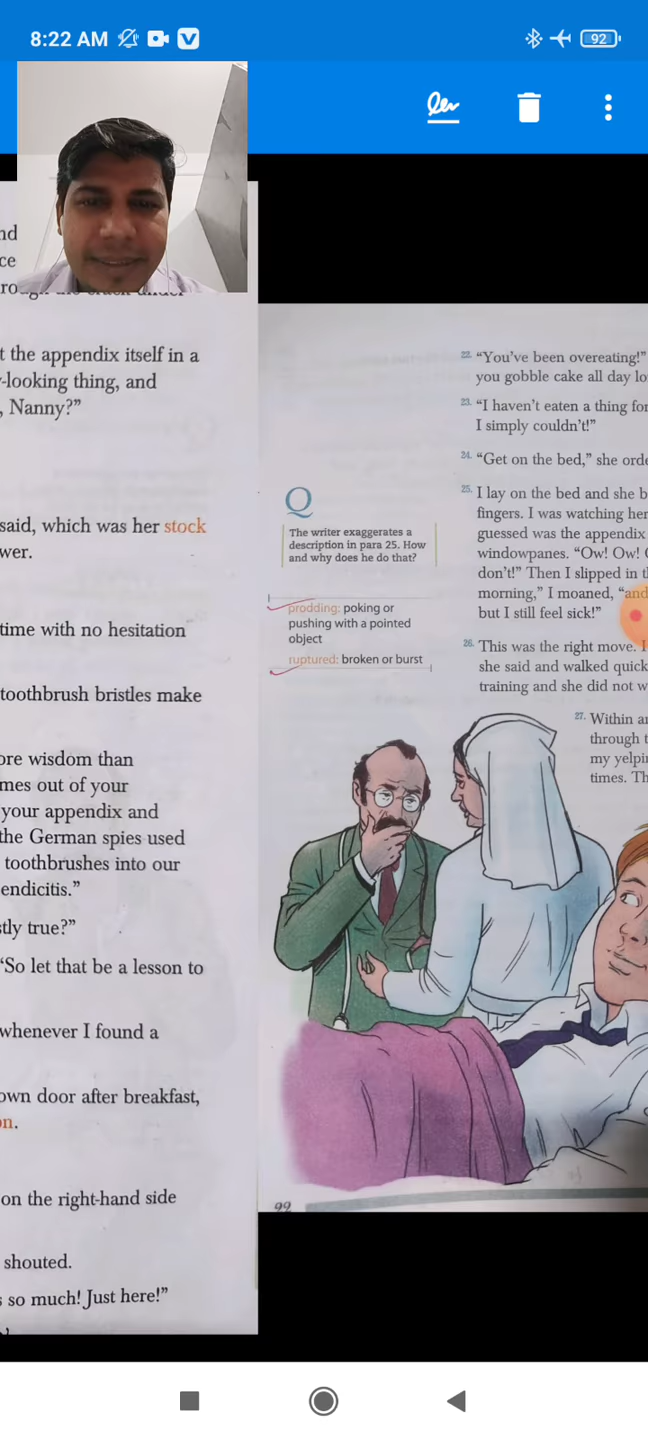 8:22 AM
92
nd
ce
t the appendix itself in a
-looking thing, and
, Nanny?”
said, which was her stock
wer.
time with no hesitation
toothbrush bristles make
ore wisdom than
mes out of your
your appendix and
the German spies used
toothbrushes into our
endicitis.”
tly true?”
“So let that be a lesson to
whenever I found a
own door after breakfast,
on.
on the right-hand side
shouted.
s so much! Just here!”
22. “You’ve been overeating!”
you gobble cake all day lo
23. “I haven’t eaten a thing for
I simply couldn’t!”
24. “Get on the bed,” she orde
Q
The writer exaggerates a
description in para 25. How
and why does he do that?
prodding: poking or
pushing with a pointed
object
ruptured: broken or burst
25. I lay on the bed and she b
fingers. I was watching her
guessed was the appendix
windowpanes. “Ow! Ow!
don’t!” Then I slipped in th
morning,” I moaned, “and
but I still feel sick!”
26. This was the right move. I
she said and walked quick
training and she did not w
27. Within an
through t
my yelpi
times. Th
92